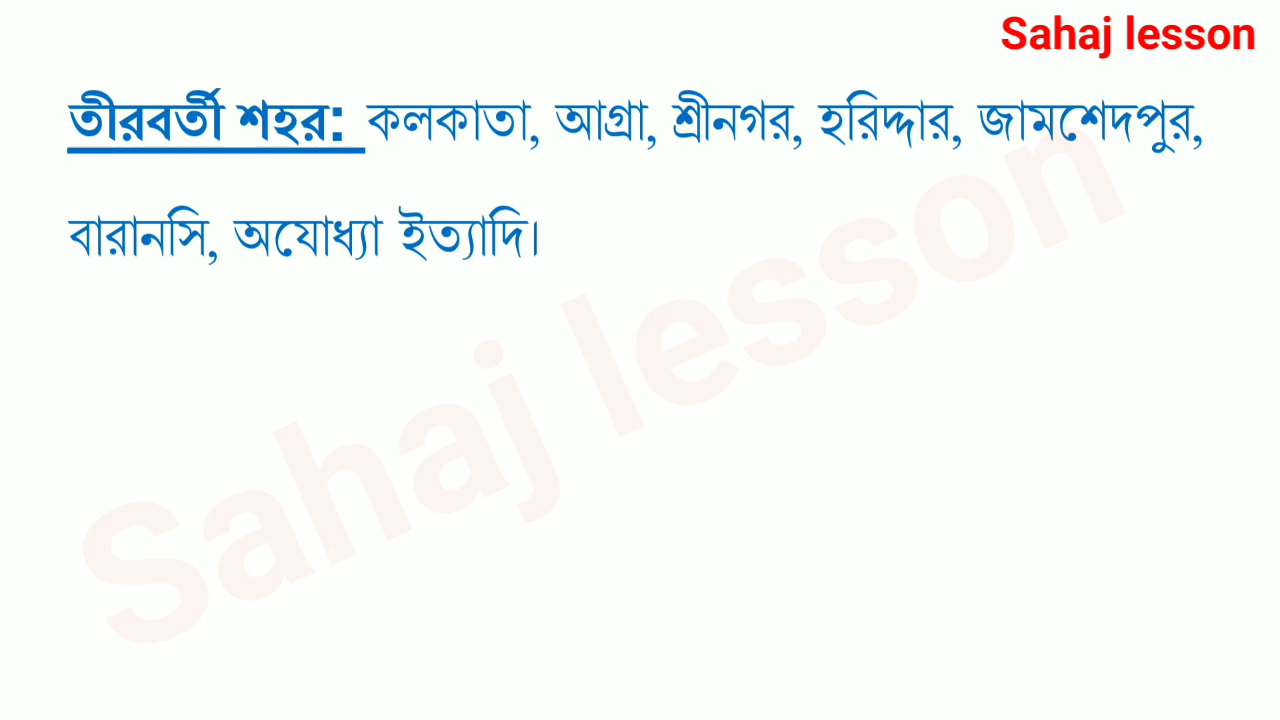 Sahaj lesson
তীরবর্তী শহর: কলকাতা, আগ্রা, শ্রীনগর, হরিদ্দার, জামশেদপুর,
বারানসি, অযোধ্যা ইত্যাদি।
Sahaj lesson